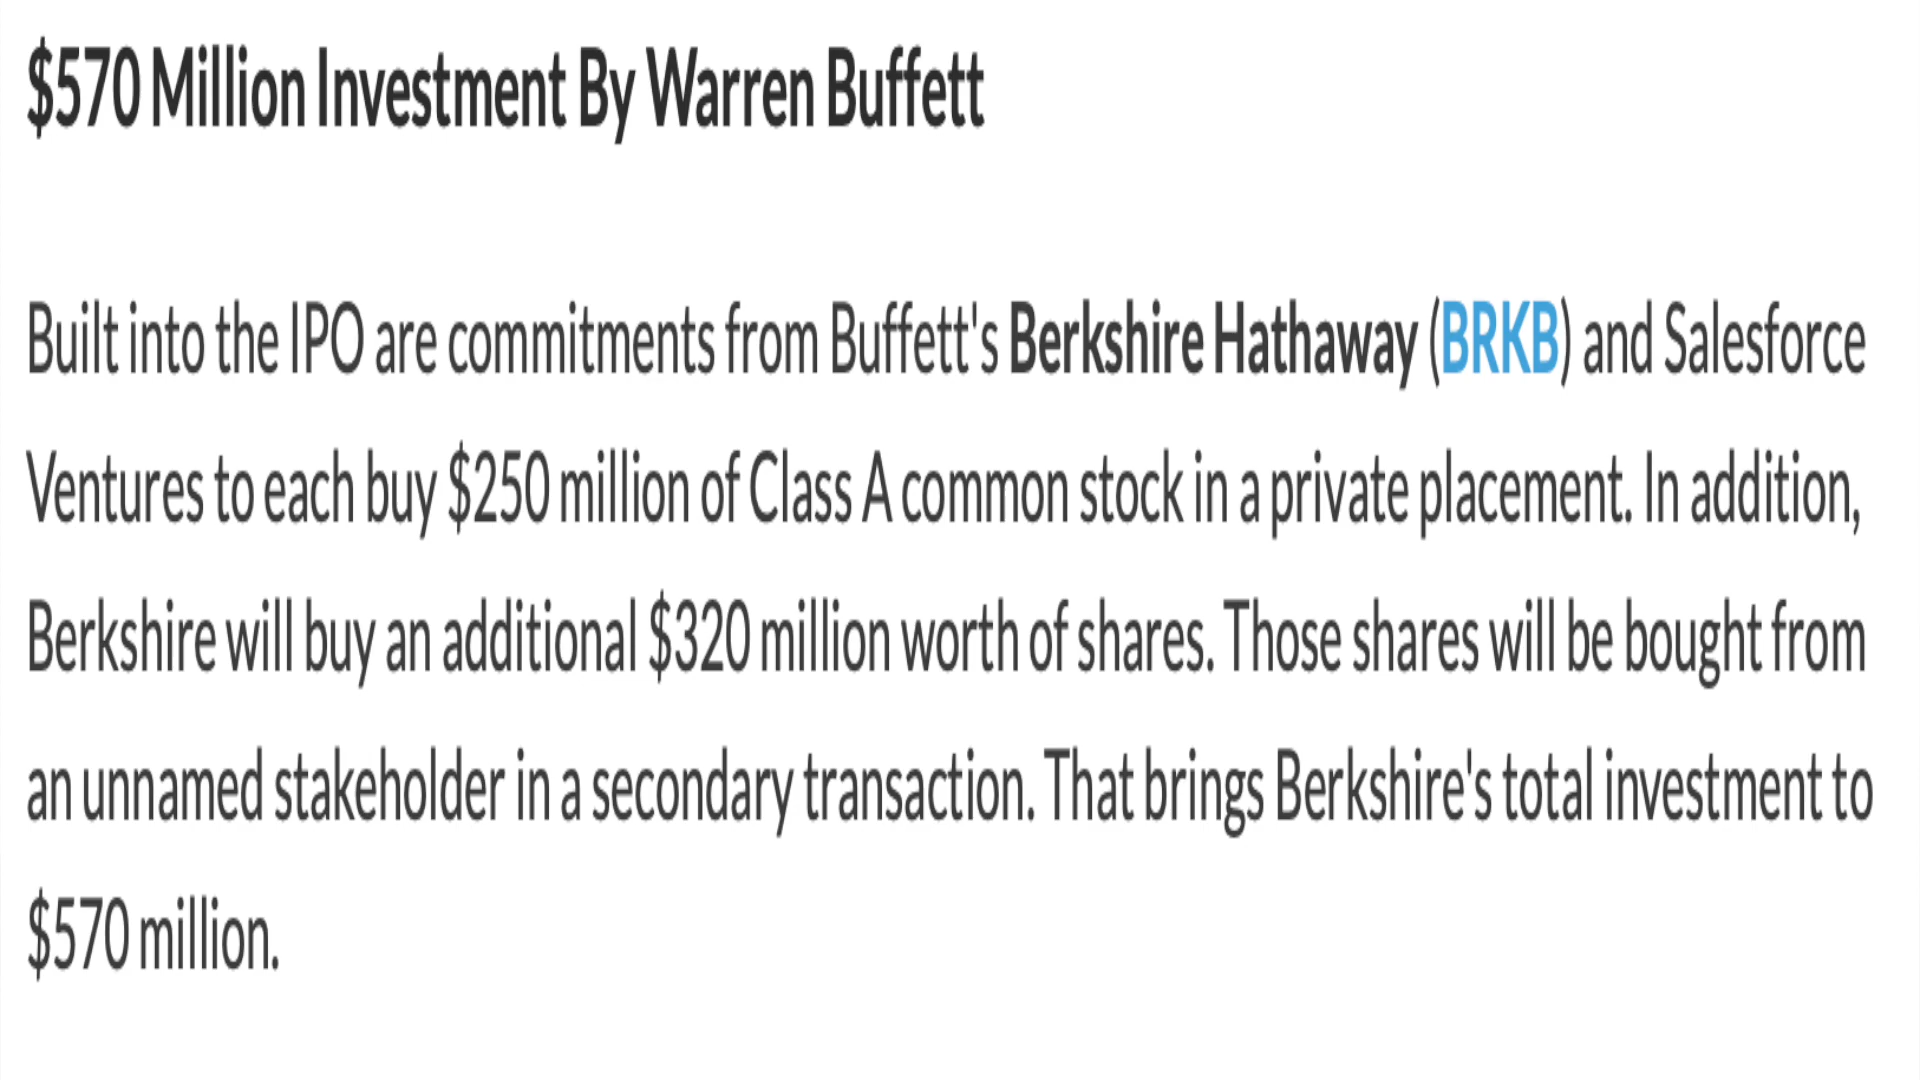 $570 Million Investment By Warren Buffett
Built into the IPO are commitments from Buffett's Berkshire Hathaway (BRKB) and Salesforce
Ventures to each buy $250 million of Class A common stock in a private placement. In addition,
Berkshire will buy an additional $320 million worth of shares. Those shares will be bought from
an unnamed stakeholder in a secondary transaction. That brings Berkshire's total investment to
$570 million.